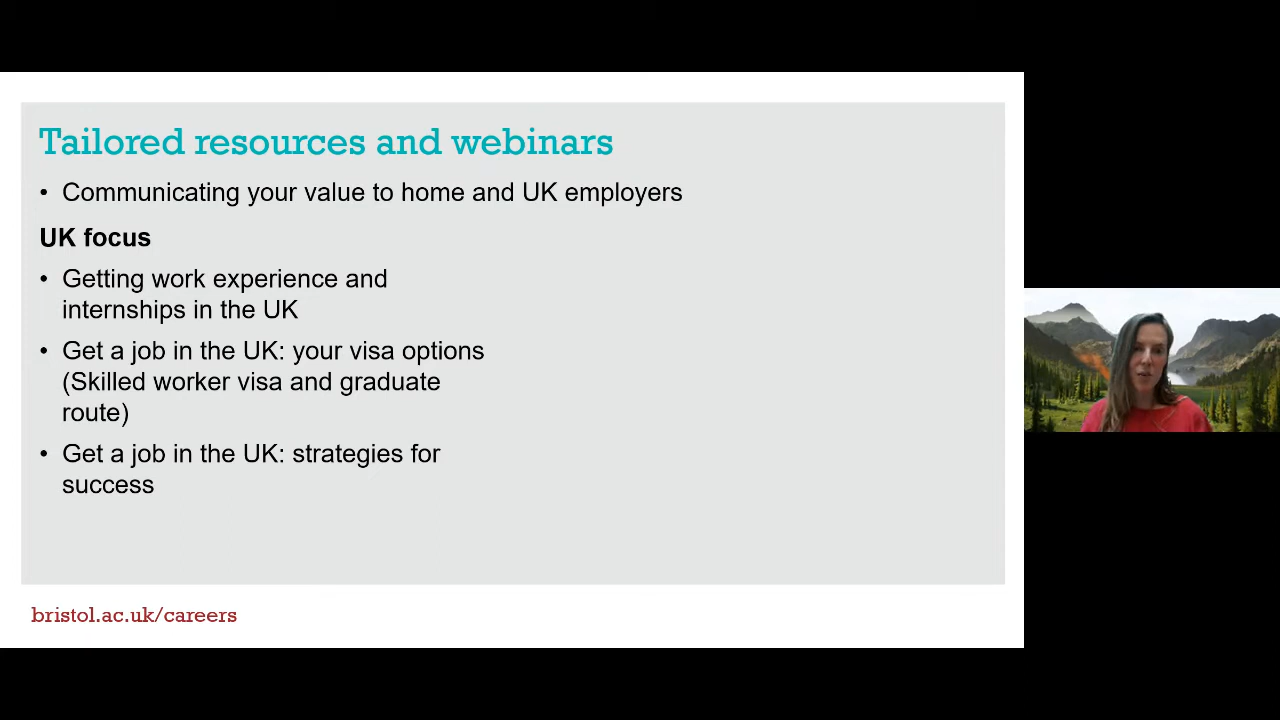 Tailored resources and webinars
• Communicating your value to home and UK employers
UK focus
• Getting work experience and
internships in the UK
• Get a job in the UK: your visa options
(Skilled worker visa and graduate
route)
• Get a job in the UK: strategies for
success
bristol.ac.uk/careers